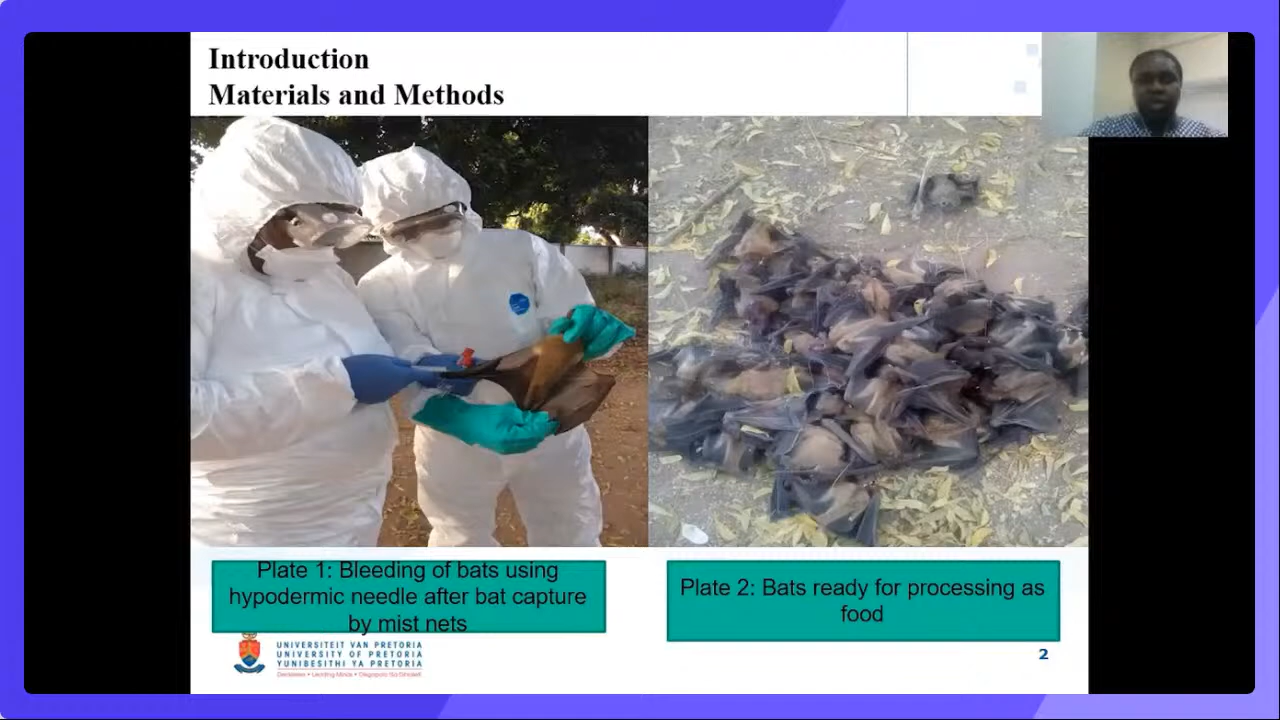 Introduction
Materials and Methods
Plate 1: Bleeding of bats using
hypodermic needle after bat capture
by mist nets
Plate 2: Bats ready for processing as
food
UNIVERSITEIT VAN PRETORIA
UNIVERSITY OF PRETORIA
YUNIBESITHI YA PRETORIA
2